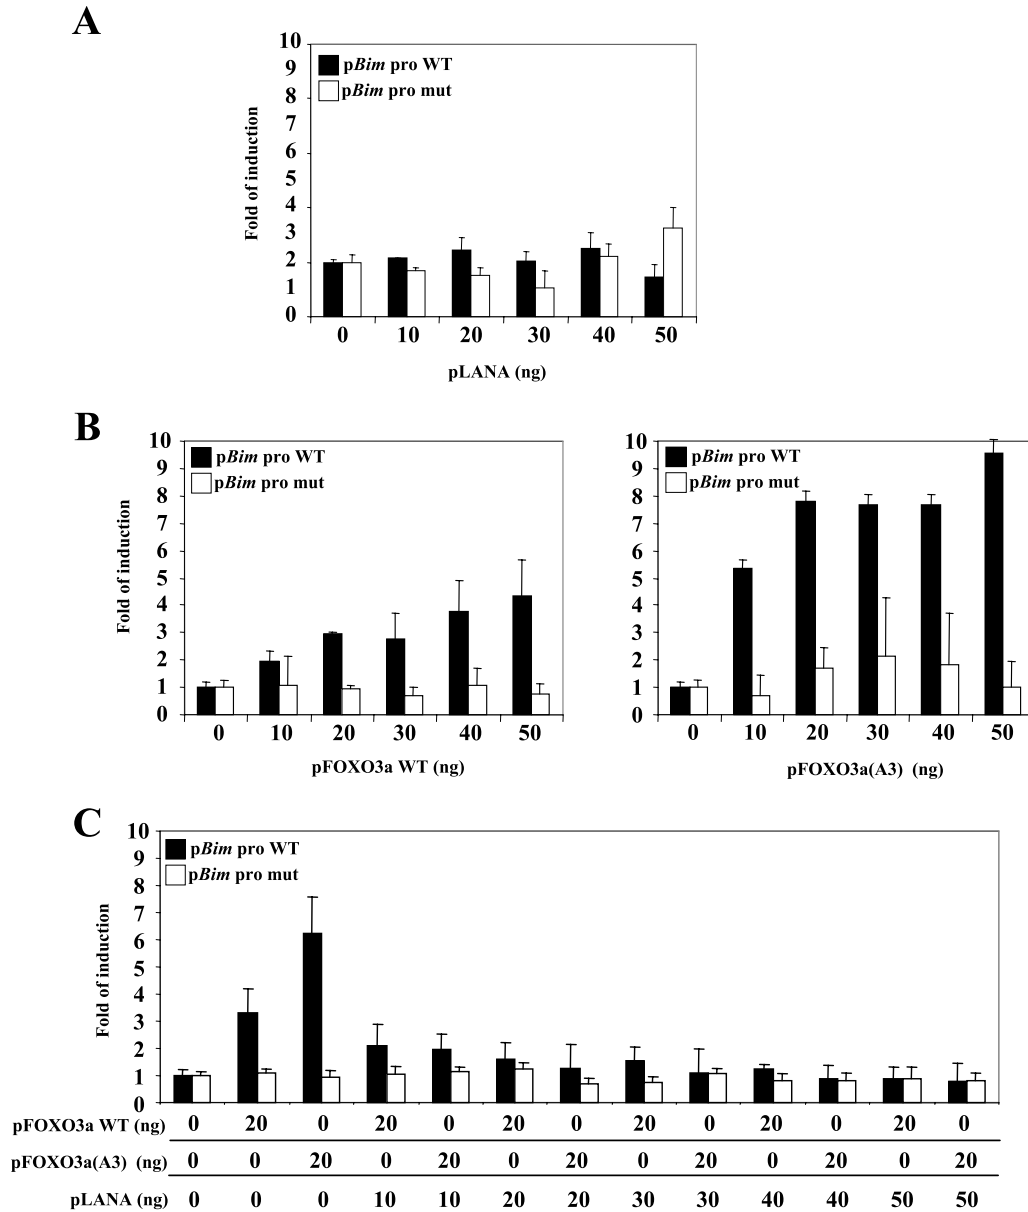 A
10
9
8
7
6
5
4
3
2
1
0
Fold of induction
pBim pro WT
pBim pro mut
0 10 20 30 40 50
pLANA (ng)
B
10
9
8
7
6
5
4
3
2
1
0
Fold of induction
pBim pro WT
pBim pro mut
0 10 20 30 40 50
pFOXO3a WT (ng)
10
9
8
7
6
5
4
3
2
1
0
pBim pro WT
pBim pro mut
0 10 20 30 40 50
pFOXO3a(A3) (ng)
C
10
9
8
7
6
5
4
3
2
1
0
Fold of induction
pBim pro WT
pBim pro mut
pFOXO3a WT (ng) 0 20 0 20 0 20 0 20 0 20 0 20 0
pFOXO3a(A3) (ng) 0 0 20 0 20 0 20 0 20 0 20 0 20
pLANA (ng) 0 0 0 10 10 20 20 30 30 40 40 50 50